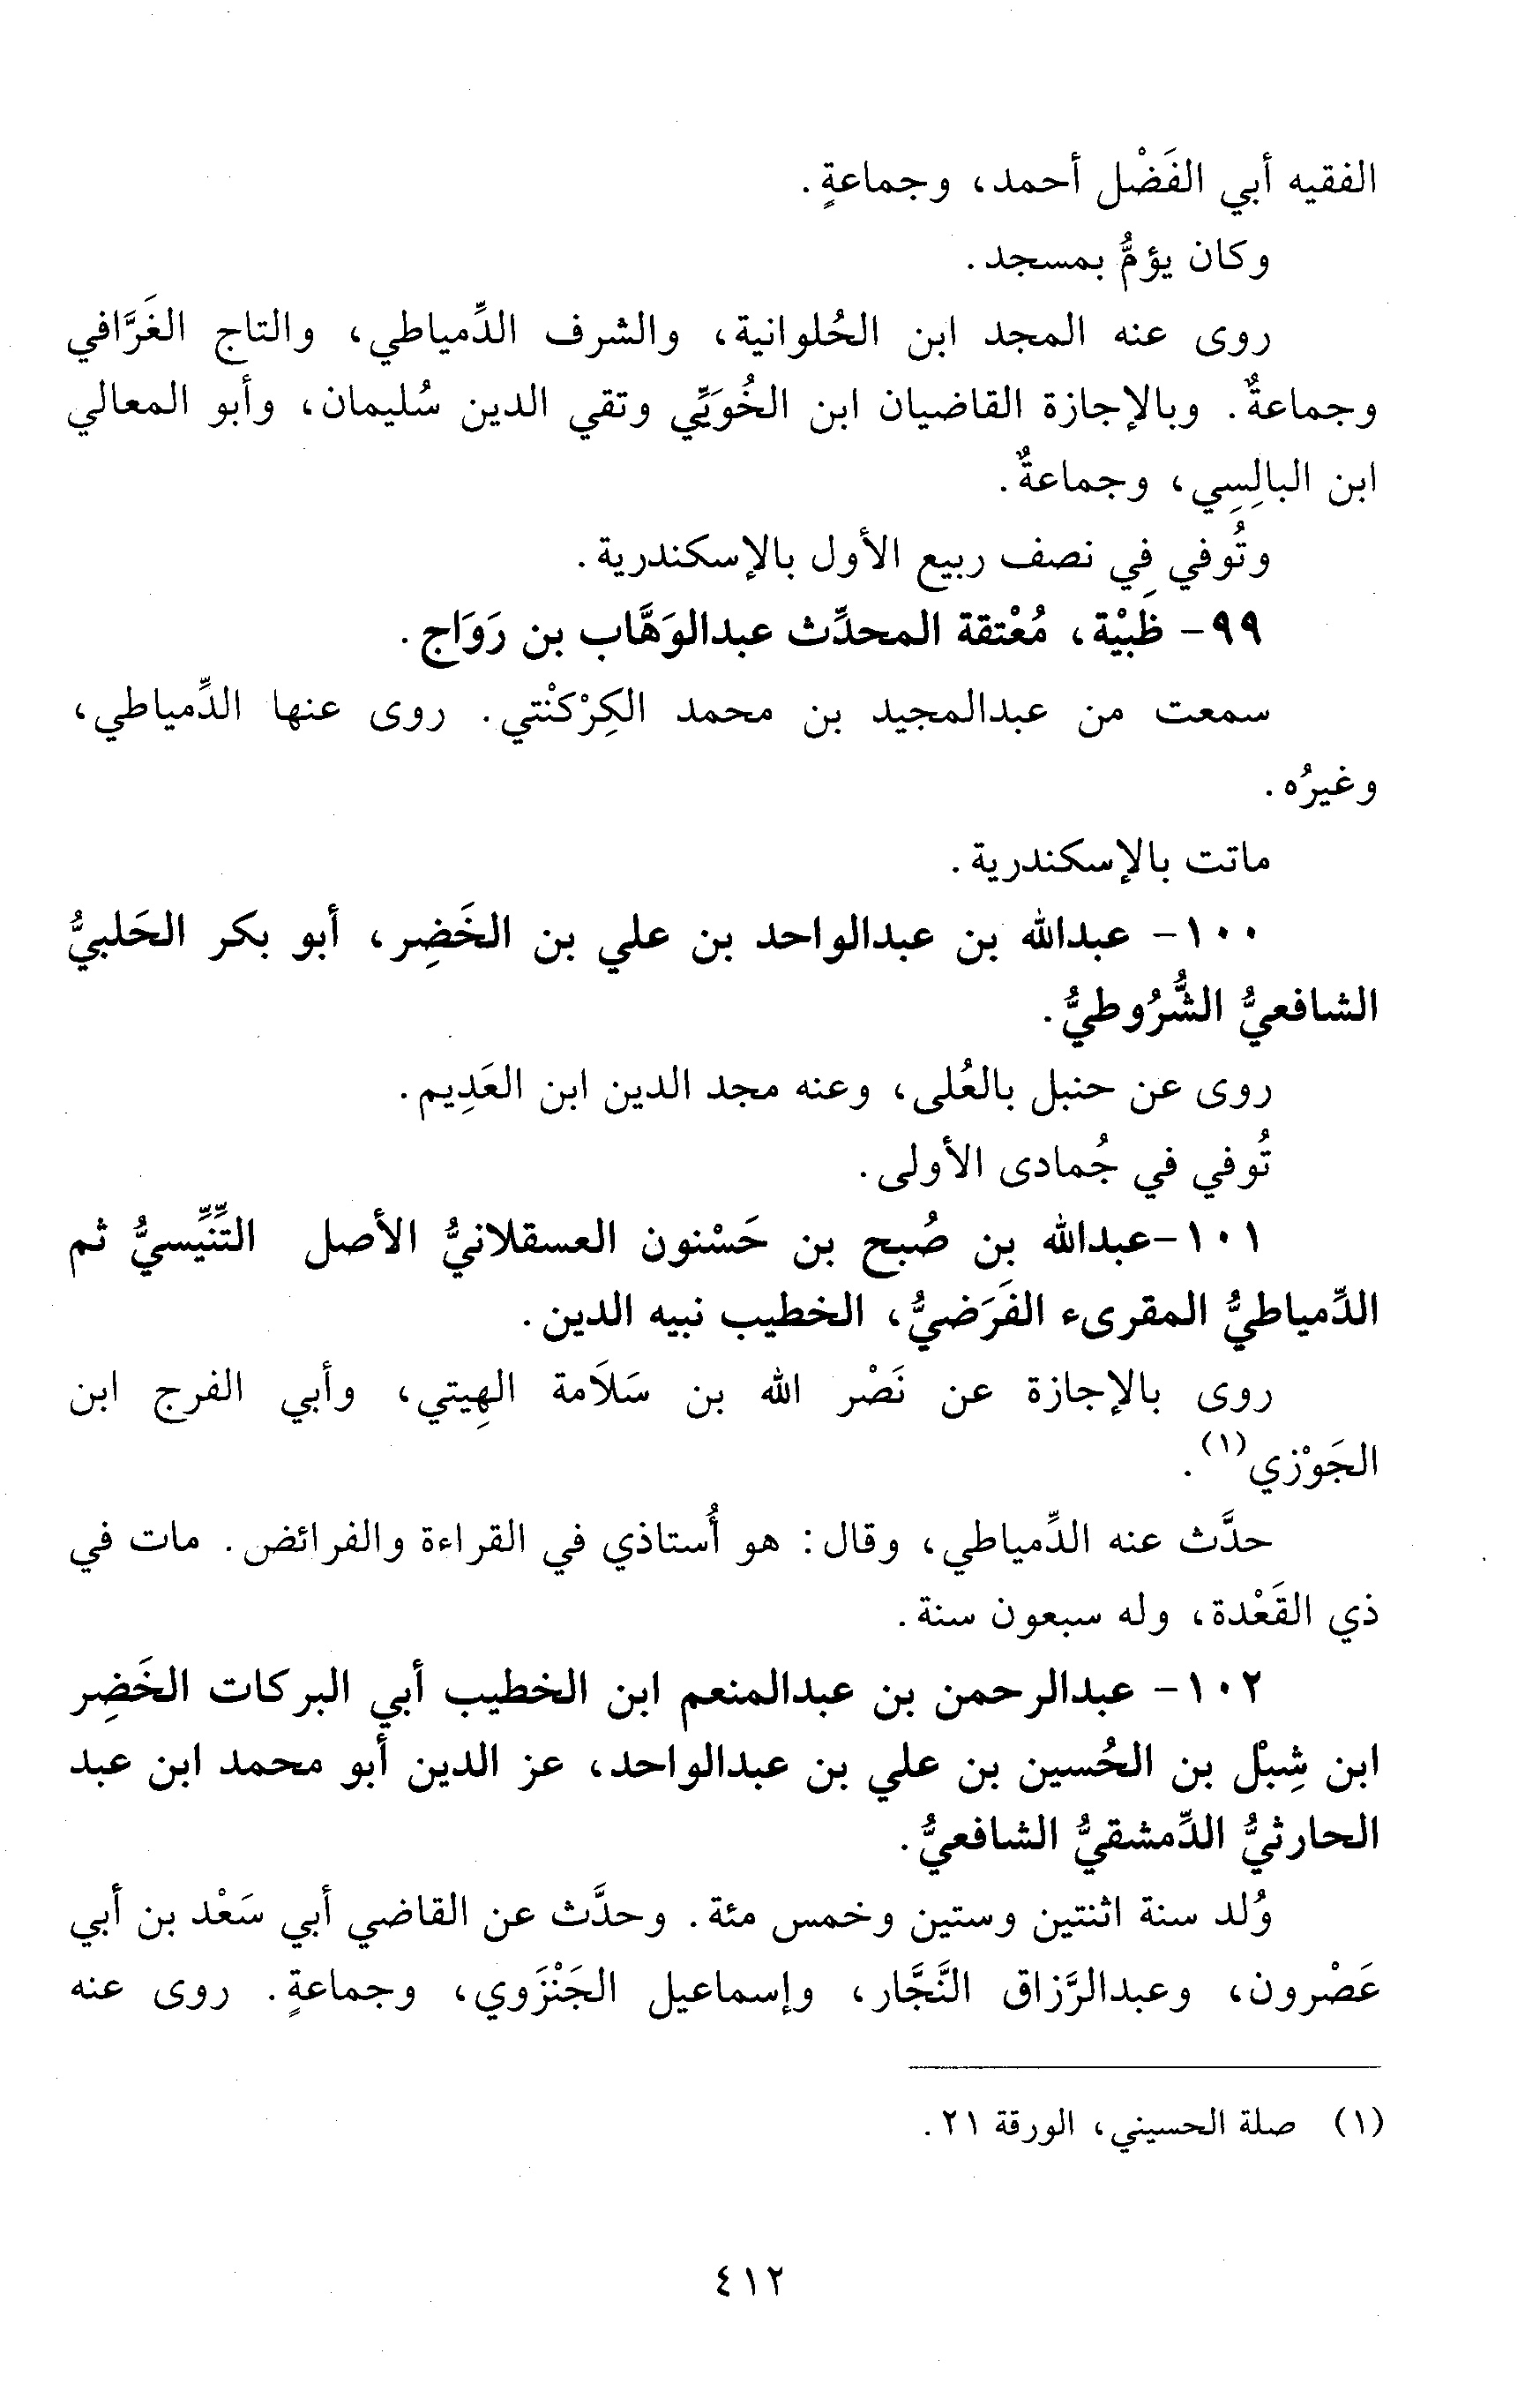 الفقيه أبي الفَضْل أحمد، وجماعةٍ.
وكان يؤمُّ بمسجد.
روى عنه المجد ابن الحُلوانية، والشرف الدِّمياطي، والتاج الغَرَّافي
وجماعةٌ. وبالإجازة القاضيان ابن الخُوَيِّي وتقي الدين سُليمان، وأبو المعالي
ابن البالِسِي، وجماعةٌ.
وتُوفي فِي نصف ربيع الأول بالإسكندرية.
٩٩- ظَبْيَة، مُعْتقة المحدِّث عبدالوَهَّاب بن رَوَاج.
سمعت من عبدالمجيد بن محمد الكِرْكَنْتي. روى عنها الدِّمياطي،
وغيرُه.
ماتت بالإسكندرية.
١٠٠- عبدالله بن عبدالواحد بن علي بن الخَضِر، أبو بكر الحَلبيُّ
الشافعيُّ الشُّرُوطيُّ.
روى عن حنبل بالعُلى، وعنه مجد الدين ابن العَدِيم.
تُوفي في جُمادى الأولى.
١٠١-عبدالله بن صُبح بن حَسْنون العسقلانيُّ الأصل التِّنِّيسيُّ ثم
الدِّمياطيُّ المقرىء الفَرَضيُّ، الخطيب نبيه الدين.
روى بالإجازة عن نَصْر الله بن سَلاَمة الهِيتي، وأبي الفرج ابن
الجَوْزي(١).
حدَّث عنه الدِّمياطي، وقال: هو أُستاذي في القراءة والفرائض. مات في
ذي القَعْدة، وله سبعون سنة.
١٠٢- عبدالرحمن بن عبدالمنعم ابن الخطيب أبي البركات الخَضِر
ابن شِبْل بن الحُسين بن علي بن عبدالواحد، عز الدين أبو محمد ابن عبد
الحارثيُّ الدِّمشقيُّ الشافعيُّ.
وُلد سنة اثنتين وستين وخمس مئة. وحدَّث عن القاضي أبي سَعْد بن أبي
عَصْرون، وعبدالرَّزاق النَّجَّار، وإسماعيل الجَنْزَوي، وجماعةٍ. روى عنه
(١) صلة الحسيني، الورقة ٢١.
٤١٢